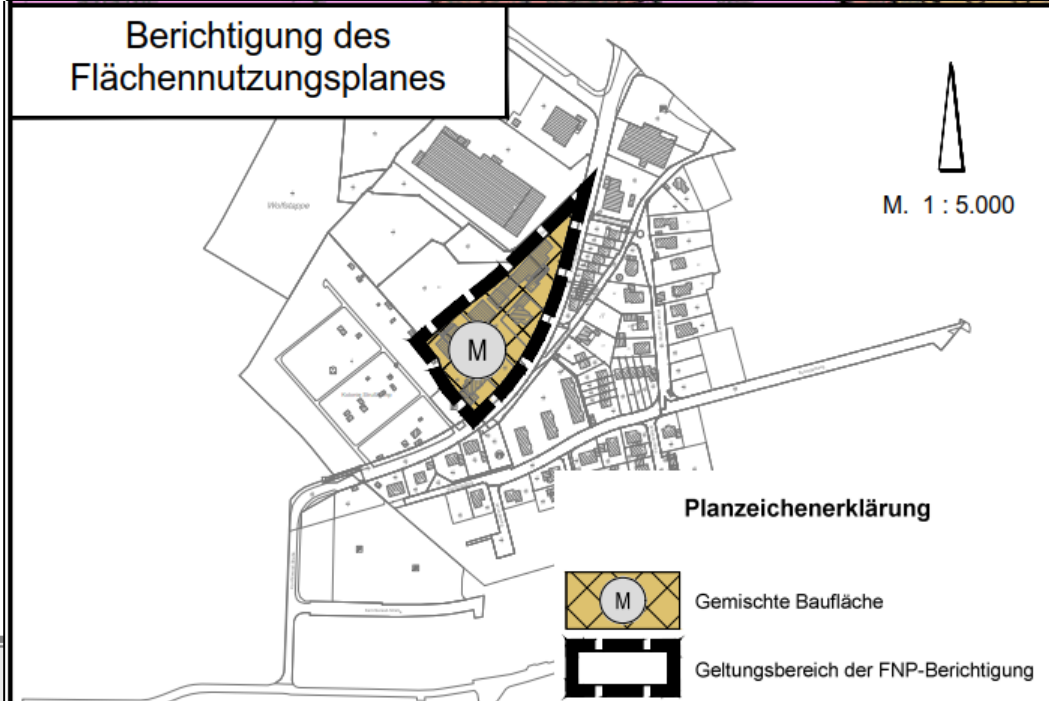 Berichtigung des
Flächennutzungsplanes
M. 1 : 5.000
Wolfslappe
M
Planzeichenerklärung
M
Gemischte Baufläche
Geltungsbereich der FNP-Berichtigung